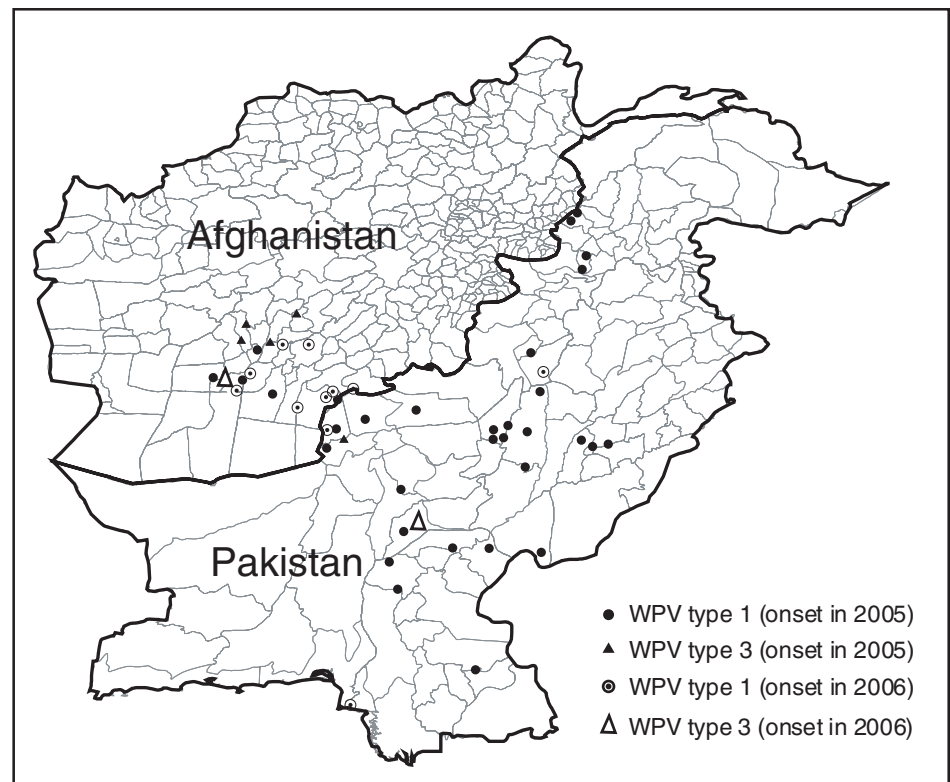 Afghanistan
Pakistan
WPV type 1 (onset in 2005)
WPV type 3 (onset in 2005)
WPV type 1 (onset in 2006)
WPV type 3 (onset in 2006)